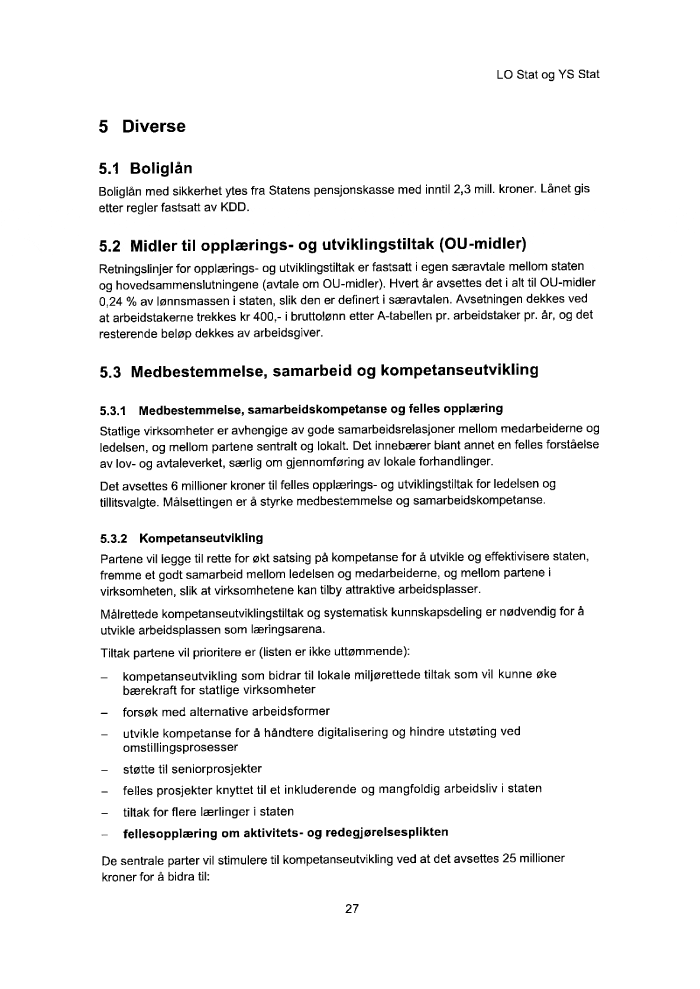 LO Stat og YS Stat
5 Diverse
5.1 Boliglån
Boliglån med sikkerhet ytes fra Statens pensjonskasse med inntil 2,3 mill. kroner. Lånet gis
etter regler fastsatt av KDD.
5.2 Midler til opplærings- og utviklingstiltak (OU-midler)
Retningslinjer for opplærings- og utviklingstiltak er fastsatt i egen særavtale mellom staten
og hovedsammenslutningene (avtale om OU-midler). Hvert år avsettes det i alt til OU-midler
0,24 % av lønnsmassen i staten, slik den er definert i særavtalen. Avsetningen dekkes ved
at arbeidstakerne trekkes kr 400,- i bruttolønn etter A-tabellen pr. arbeidstaker pr. år, og det
resterende beløp dekkes av arbeidsgiver.
5.3 Medbestemmelse, samarbeid og kompetanseutvikling
5.3.1 Medbestemmelse, samarbeidskompetanse og felles opplæring
Statlige virksomheter er avhengige av gode samarbeidsrelasjoner mellom medarbeiderne og
ledelsen, og mellom partene sentralt og lokalt. Det innebærer blant annet en felles forståelse
av lov- og avtaleverket, særlig om gjennomføring av lokale forhandlinger.
Det avsettes 6 millioner kroner til felles opplærings- og utviklingstiltak for ledelsen og
tillitsvalgte. Målsettingen er å styrke medbestemmelse og samarbeidskompetanse.
5.3.2 Kompetanseutvikling
Partene vil legge til rette for økt satsing på kompetanse for å utvikle og effektivisere staten,
fremme et godt samarbeid mellom ledelsen og medarbeiderne, og mellom partene i
virksomheten, slik at virksomhetene kan tilby attraktive arbeidsplasser.
Målrettede kompetanseutviklingstiltak og systematisk kunnskapsdeling er nødvendig for å
utvikle arbeidsplassen som læringsarena.
Tiltak partene vil prioritere er (listen er ikke uttømmende):
– kompetanseutvikling som bidrar til lokale miljørettede tiltak som vil kunne øke
bærekraft for statlige virksomheter
– forsøk med alternative arbeidsformer
– utvikle kompetanse for å håndtere digitalisering og hindre utstøting ved
omstillingsprosesser
– støtte til seniorprosjekter
– felles prosjekter knyttet til et inkluderende og mangfoldig arbeidsliv i staten
– tiltak for flere lærlinger i staten
– fellesopplæring om aktivitets- og redegjørelsesplikten
De sentrale parter vil stimulere til kompetanseutvikling ved at det avsettes 25 millioner
kroner for å bidra til:
27